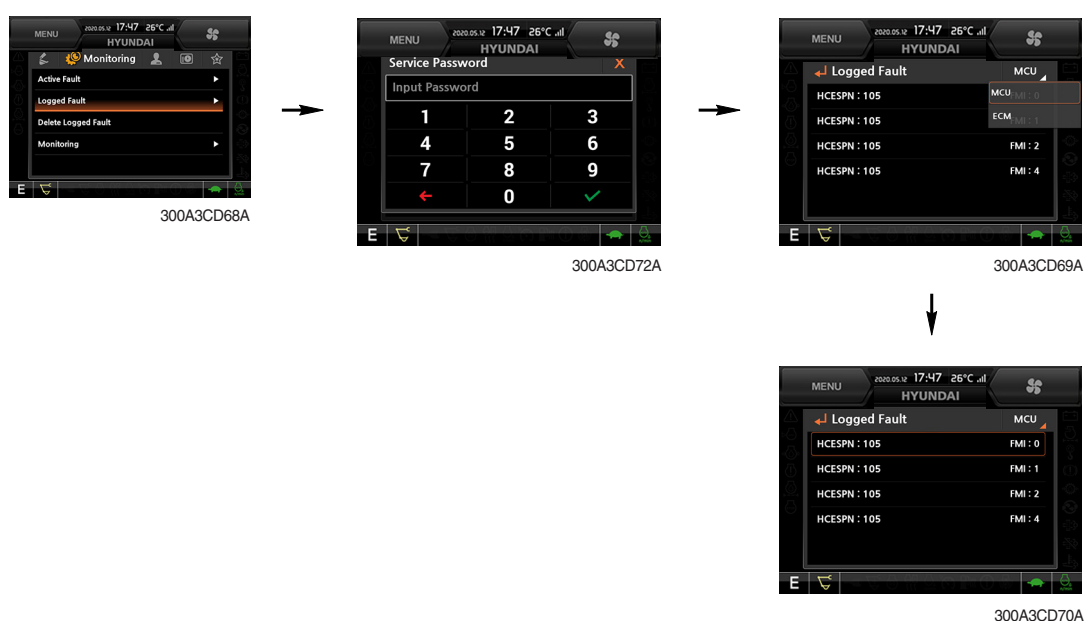 MENU
2020.05.12 17:47 26°C
HYUNDAI
Monitoring
Active Fault
Logged Fault
Delete Logged Fault
Monitoring
E
300A3CD68A
MENU
2020.05.12 17:47 26°C
HYUNDAI
Service Password X
Input Password
1 2 3
4 5 6
7 8 9
0
E
300A3CD72A
MENU
2020.05.12 17:47 26°C
HYUNDAI
Logged Fault MCU
HCESPN : 105 MCU FMI : 0
HCESPN : 105 ECM FMI : 1
HCESPN : 105 FMI : 2
HCESPN : 105 FMI : 4
E
300A3CD69A
MENU
2020.05.12 17:47 26°C
HYUNDAI
Logged Fault MCU
HCESPN : 105 FMI : 0
HCESPN : 105 FMI : 1
HCESPN : 105 FMI : 2
HCESPN : 105 FMI : 4
E
300A3CD70A